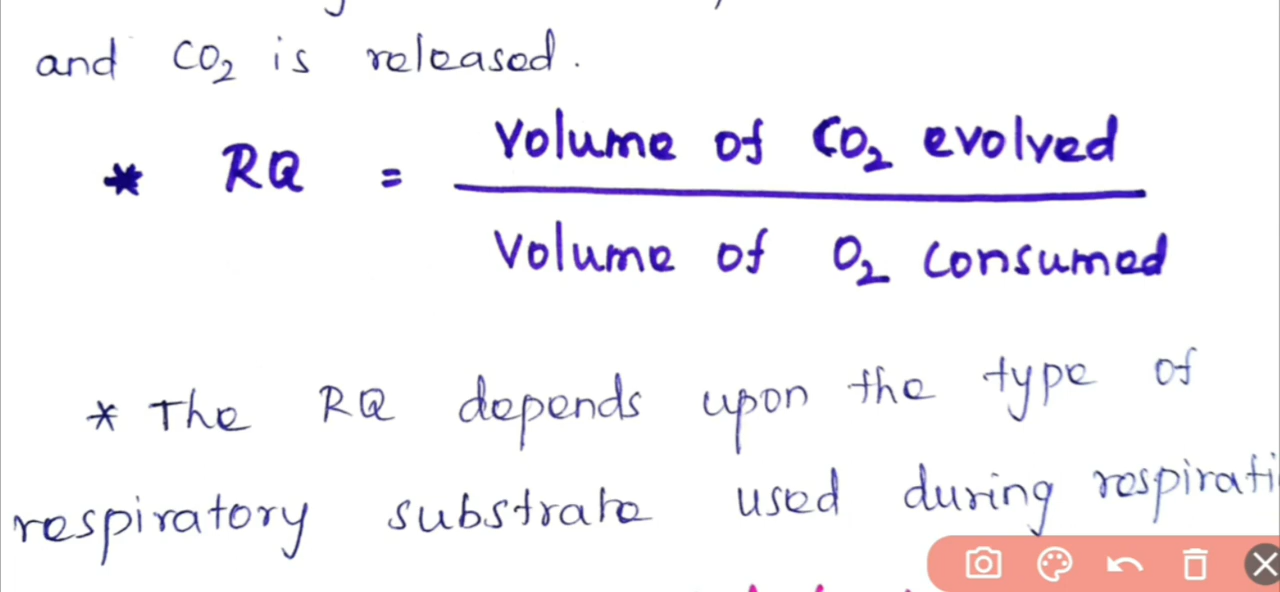 and CO₂ is released.
* RQ = Volume of CO₂ evolved
Volume of O₂ consumed
* The RQ depends upon the type of
respiratory substrate used during respirati